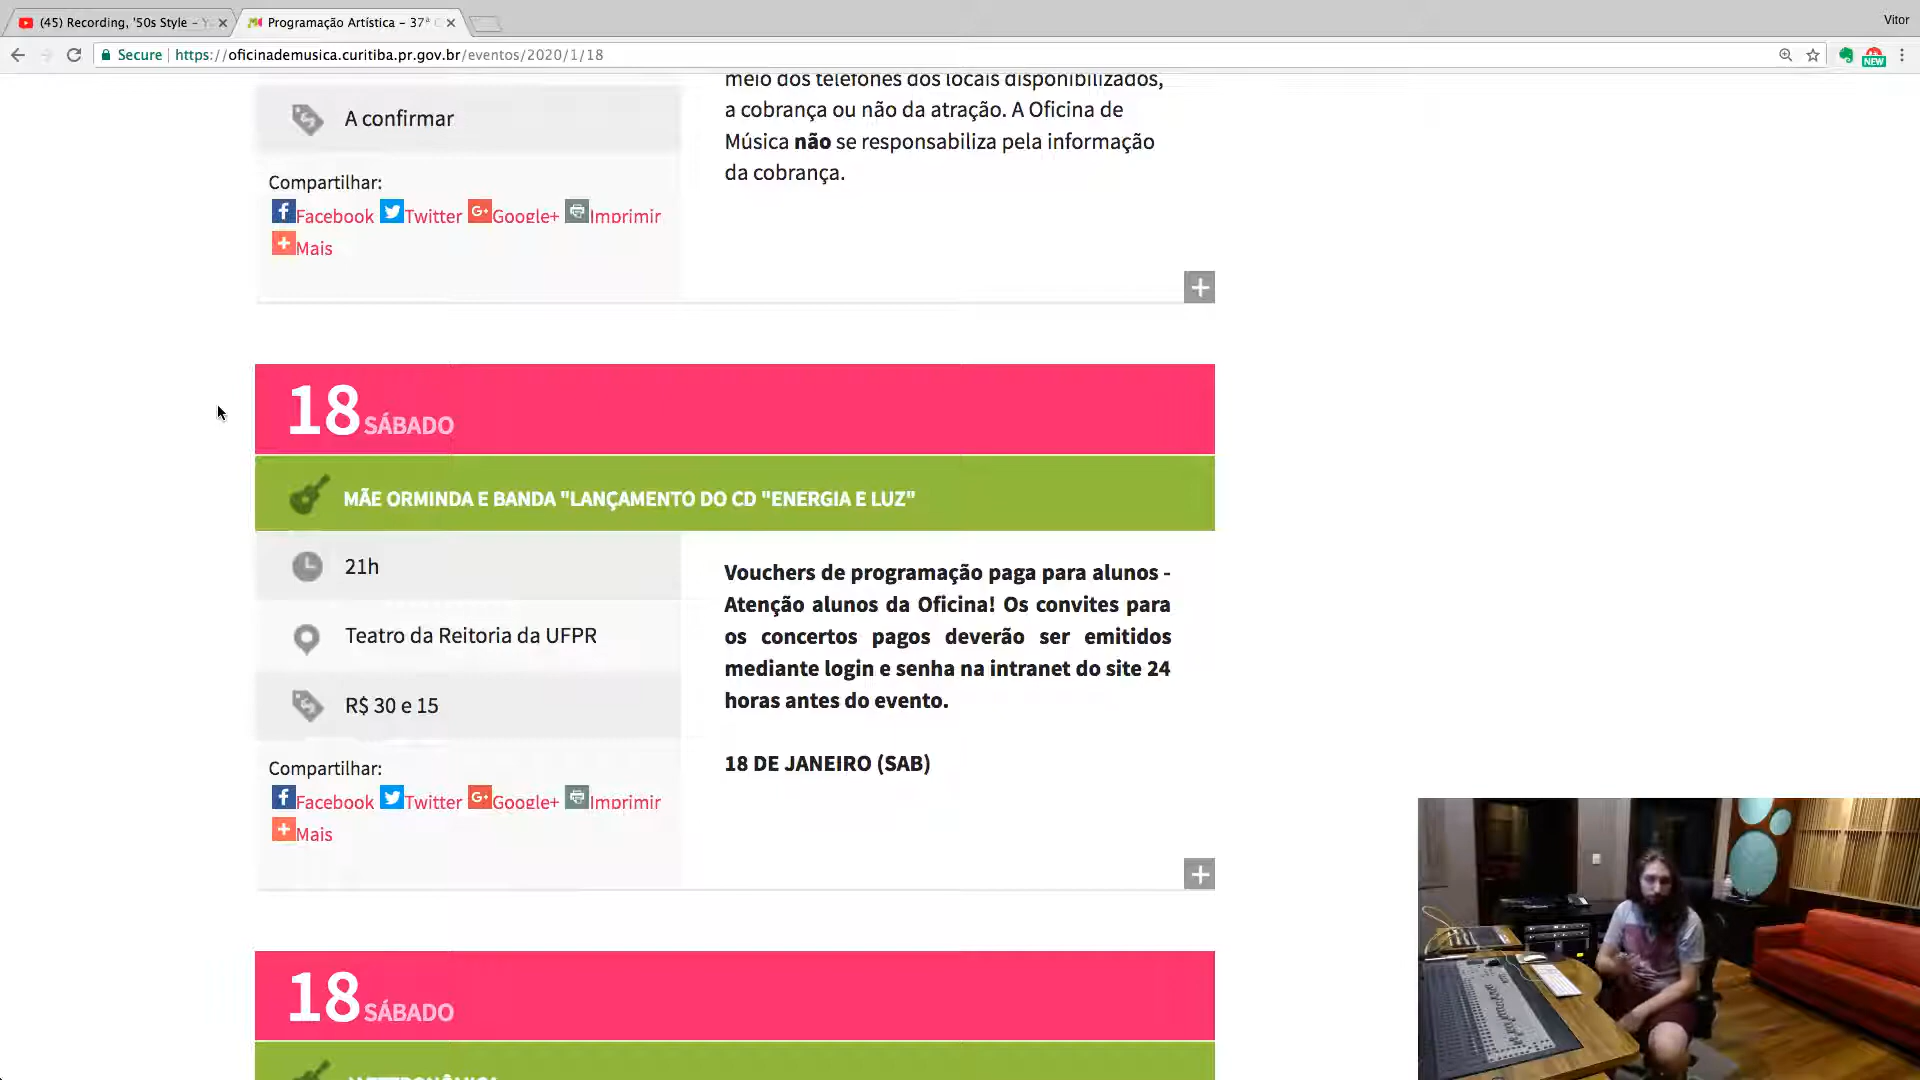 (45) Recording, '50s Style –
Programação Artística – 37ª
Vitor
Secure
https://oficinademusica.curitiba.pr.gov.br/eventos/2020/1/18
NEW
A confirmar
Compartilhar:
Facebook Twitter Google+ Imprimir
Mais
meio dos telefones dos locais disponibilizados,
a cobrança ou não da atração. A Oficina de
Música não se responsabiliza pela informação
da cobrança.
18 SÁBADO
MÃE ORMINDA E BANDA "LANÇAMENTO DO CD "ENERGIA E LUZ"
21h
Teatro da Reitoria da UFPR
R$ 30 e 15
Compartilhar:
Facebook Twitter Google+ Imprimir
Mais
Vouchers de programação paga para alunos -
Atenção alunos da Oficina! Os convites para
os concertos pagos deverão ser emitidos
mediante login e senha na intranet do site 24
horas antes do evento.
18 DE JANEIRO (SAB)
18 SÁBADO